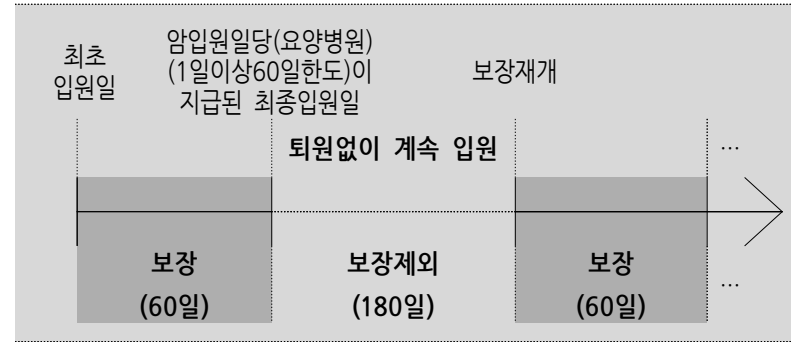 최초
입원일
암입원일당(요양병원)
(1일이상60일한도)이
지급된 최종입원일
보장재개
퇴원없이 계속 입원
…
보장
(60일)
보장제외
(180일)
보장
(60일)
…